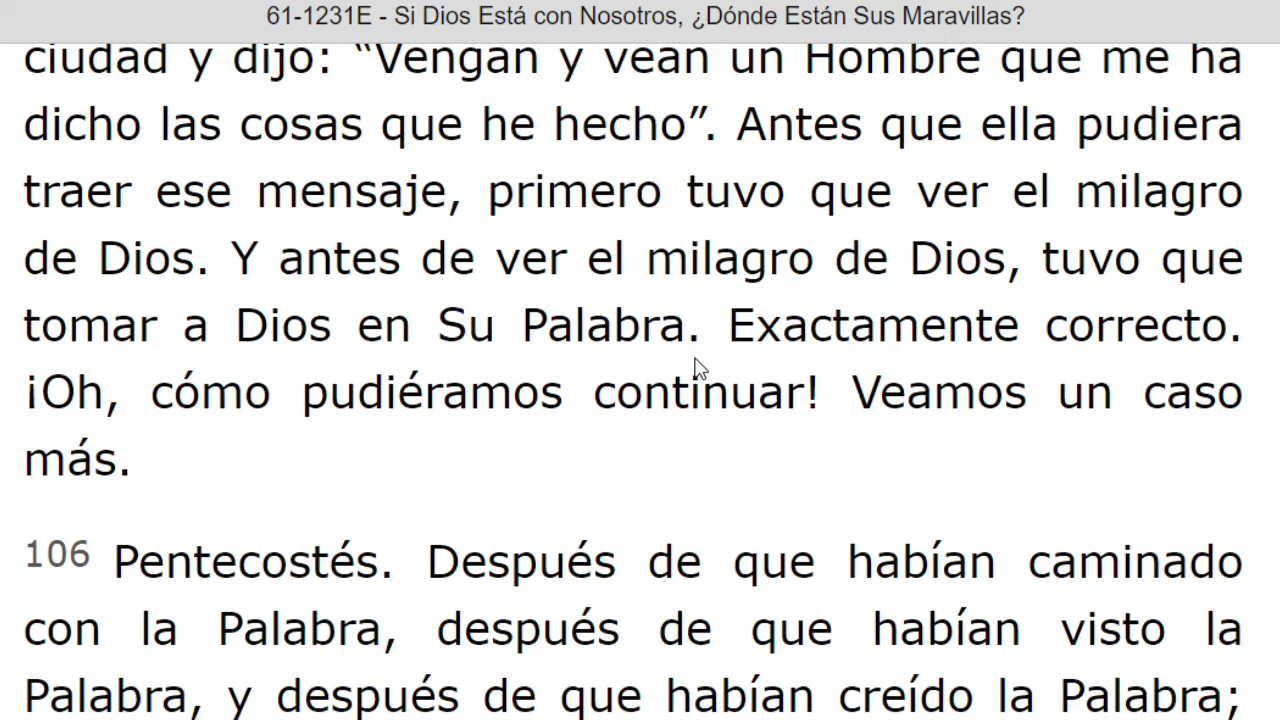 61-1231E - Si Dios Está con Nosotros, ¿Dónde Están Sus Maravillas?
ciudad y dijo: “Vengan y vean un Hombre que me ha
dicho las cosas que he hecho”. Antes que ella pudiera
traer ese mensaje, primero tuvo que ver el milagro
de Dios. Y antes de ver el milagro de Dios, tuvo que
tomar a Dios en Su Palabra. Exactamente correcto.
¡Oh, cómo pudiéramos continuar! Veamos un caso
más.
106 Pentecostés. Después de que habían caminado
con la Palabra, después de que habían visto la
Palabra, y después de que habían creído la Palabra;